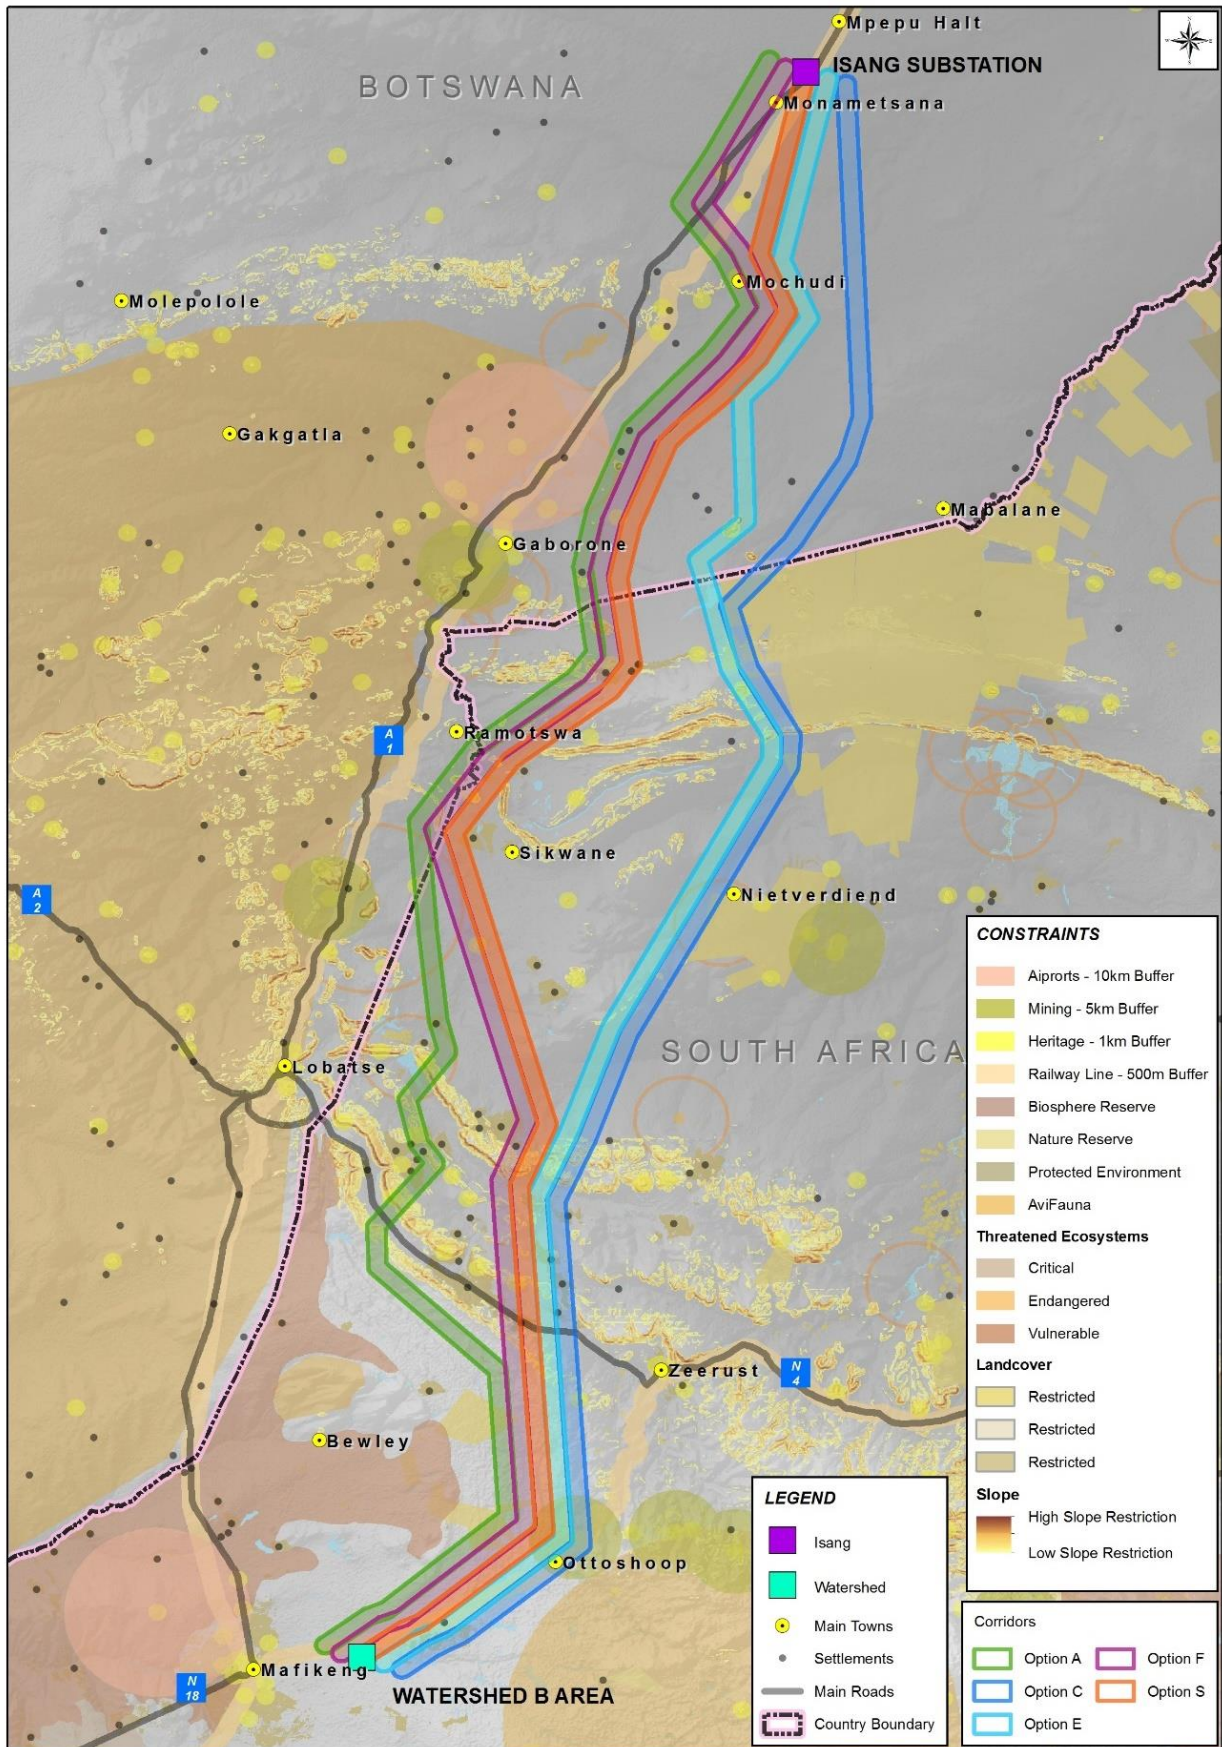 Mpepu Halt
ISANG SUBSTATION
BOTSWANA
Monametsana
Mochudi
Molepolole
Gakgatla
Mabalane
Gaborone
A
1
Ramotswa
Sikwane
A
2
Nietverdiend
SOUTH AFRICA
Lobatse
Zeerust
N
4
Bewley
Ottoshoop
Mafikeng
N
18
WATERSHED B AREA
CONSTRAINTS
Aiprorts - 10km Buffer
Mining - 5km Buffer
Heritage - 1km Buffer
Railway Line - 500m Buffer
Biosphere Reserve
Nature Reserve
Protected Environment
AviFauna
Threatened Ecosystems
Critical
Endangered
Vulnerable
Landcover
Restricted
Restricted
Restricted
Slope
High Slope Restriction
Low Slope Restriction
LEGEND
Isang
Watershed
Main Towns
Settlements
Main Roads
Country Boundary
Corridors
Option A
Option F
Option C
Option S
Option E